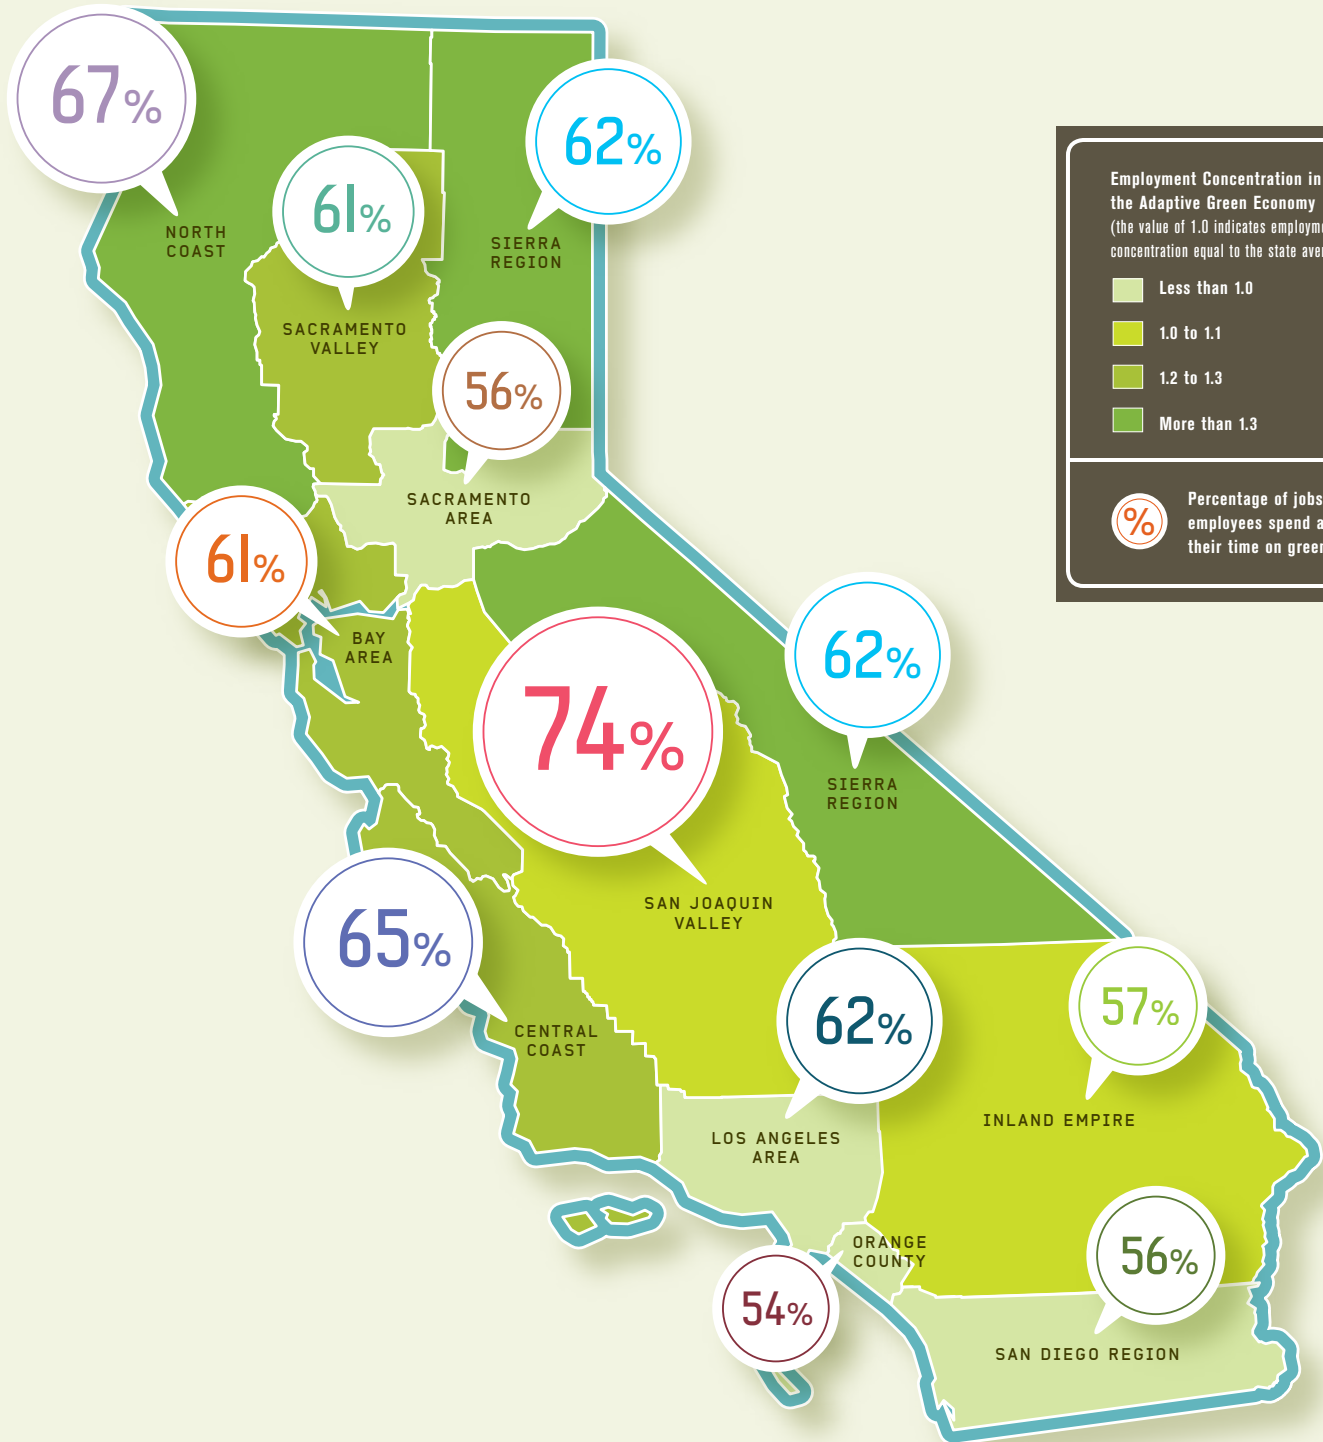 67%
NORTH
COAST
61%
SACRAMENTO
VALLEY
62%
SIERRA
REGION
56%
SACRAMENTO
AREA
61%
BAY
AREA
74%
SAN JOAQUIN
VALLEY
62%
SIERRA
REGION
65%
CENTRAL
COAST
62%
LOS ANGELES
AREA
57%
INLAND EMPIRE
54%
ORANGE
COUNTY
56%
SAN DIEGO REGION
Employment Concentration in
the Adaptive Green Economy
(the value of 1.0 indicates
concentration equal to the state
Less than 1.0
1.0 to 1.1
1.2 to 1.3
More than 1.3
%
Percentage of jobs
employees spend
their time on